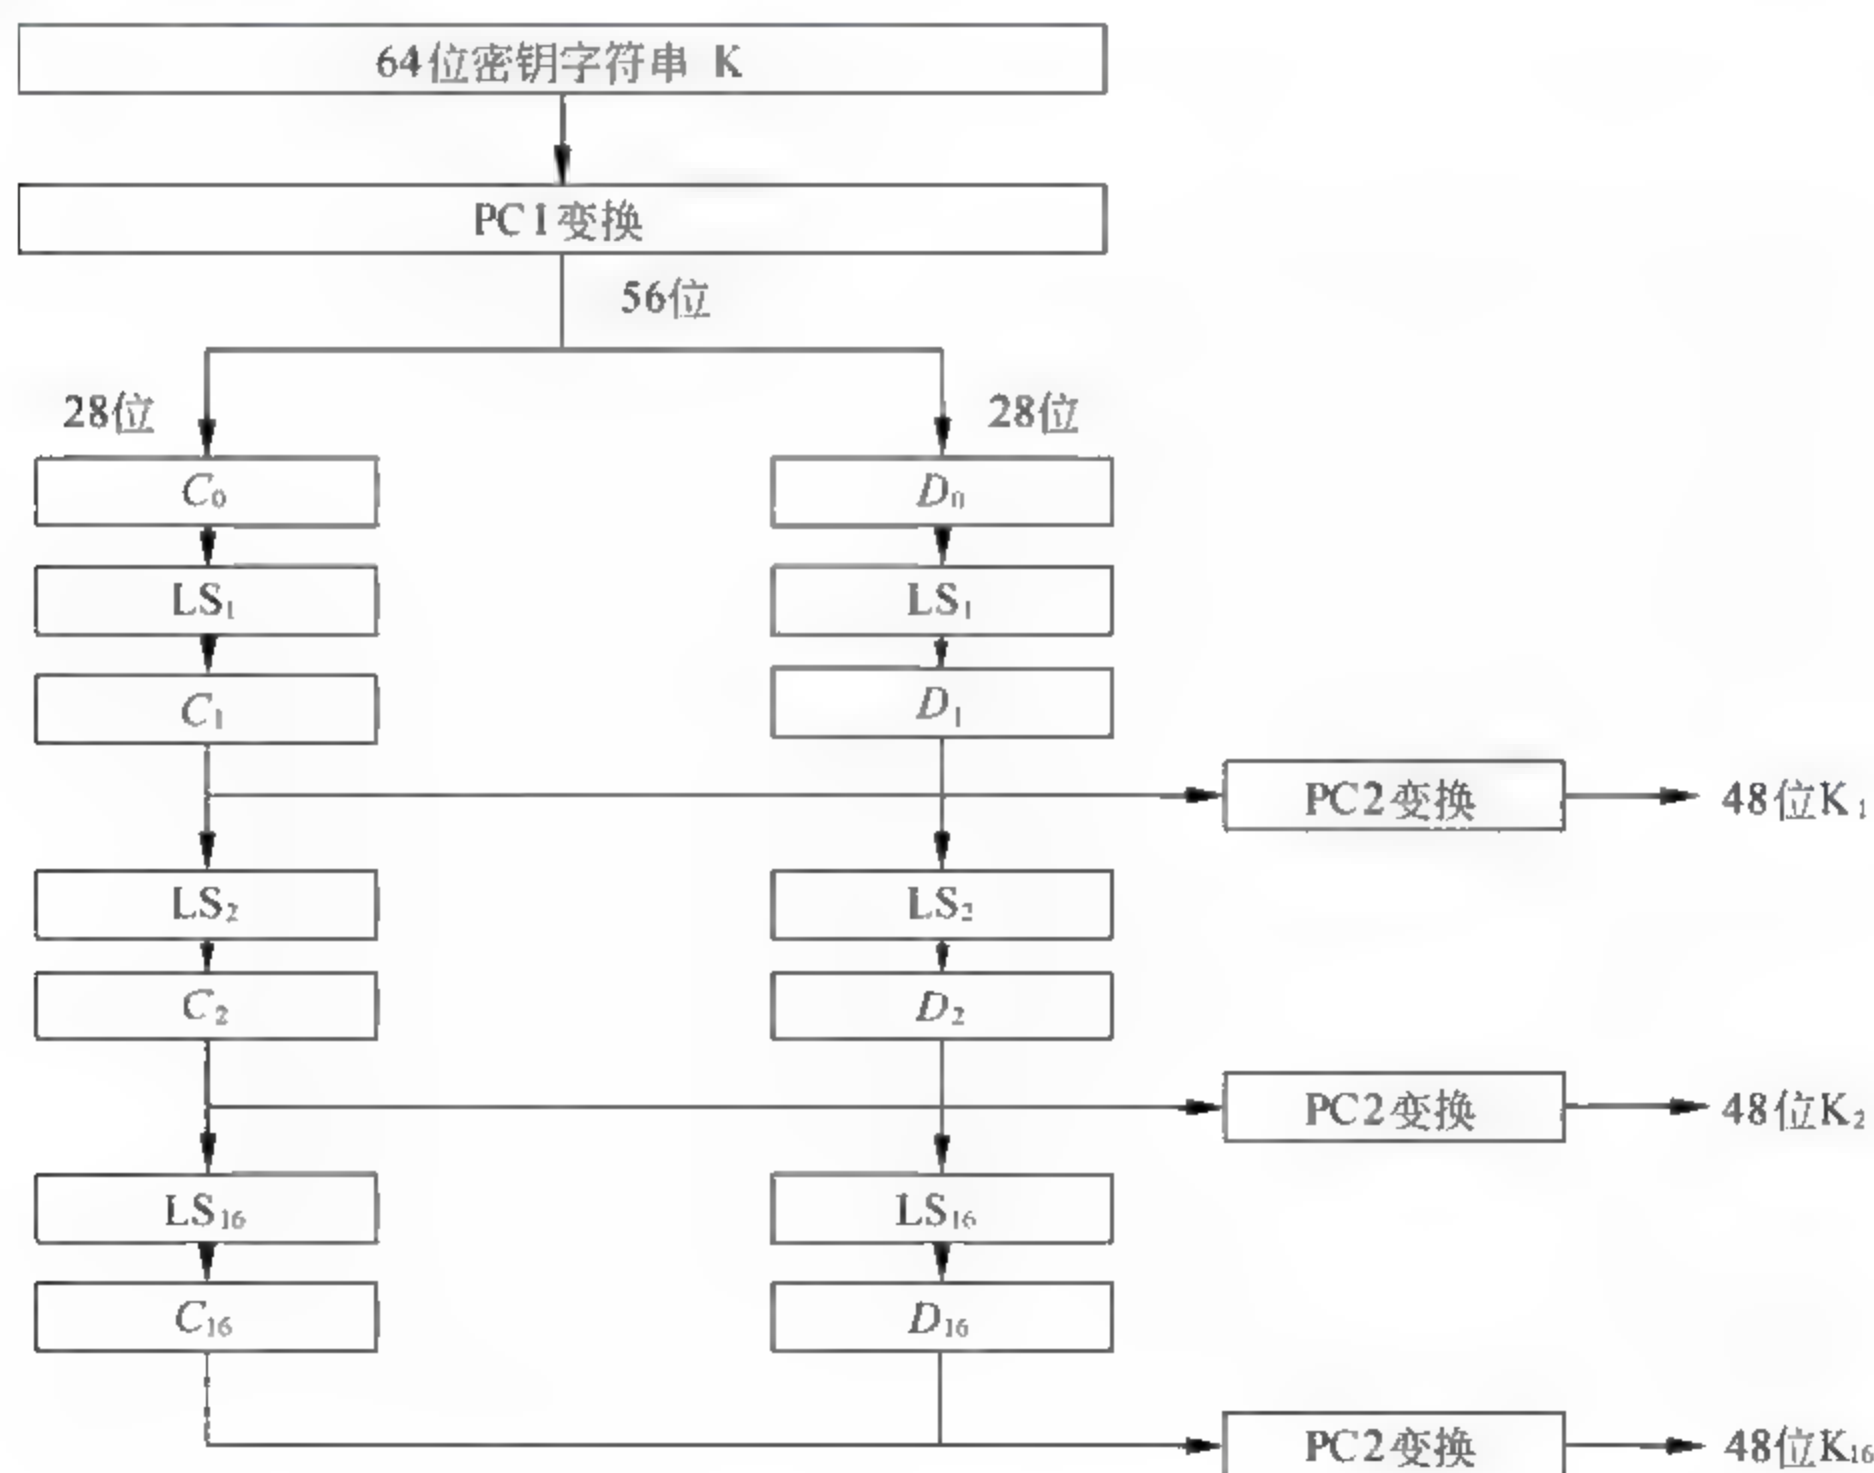 64位密钥字符串 K
PC1变换
56位
28位
28位
C₀
D₀
LS₁
LS₁
C₁
D₁
PC2变换
48位K₁
LS₂
LS₂
C₂
D₂
PC2变换
48位K₂
LS₁₆
LS₁₆
C₁₆
D₁₆
PC2变换
48位K₁₆